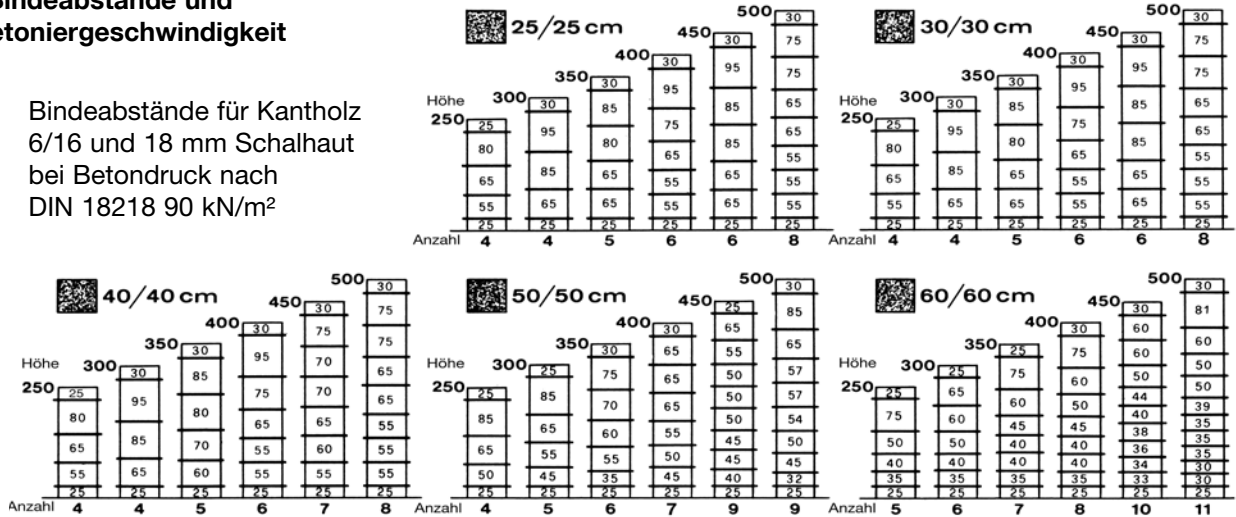 Bindeabstände und
etoniergeschwindigkeit
Bindeabstände für Kantholz
6/16 und 18 mm Schalhaut
bei Betondruck nach
DIN 18218 90 kN/m²
25/25 cm
Höhe
250 25 80 65 55 25
300 30 95 85 65 25
350 30 85 80 65 65 25
400 30 95 75 65 55 55 25
450 30 95 85 85 65 65 25
500 30 75 75 65 65 55 55 55 25
Anzahl 4 4 5 6 6 8
30/30 cm
Höhe
250 25 80 65 55 25
300 30 95 85 65 25
350 30 85 80 65 65 25
400 30 95 75 65 55 55 25
450 30 95 85 85 65 65 25
500 30 75 75 65 65 55 55 55 25
Anzahl 4 4 5 6 6 8
40/40 cm
Höhe
250 25 80 65 55 25
300 30 95 85 65 25
350 30 85 80 70 60 25
400 30 95 75 65 55 55 25
450 30 75 70 70 65 60 55 25
500 30 75 75 65 65 55 55 55 25
Anzahl 4 4 5 6 7 8
50/50 cm
Höhe
250 25 85 65 50 25
300 25 85 65 55 45 25
350 30 75 70 60 55 35 25
400 30 65 65 65 55 50 45 25
450 25 65 55 50 50 50 45 45 40 25
500 30 85 65 57 57 54 50 45 32 25
Anzahl 4 5 6 7 9 9
60/60 cm
Höhe
250 25 75 50 40 35 25
300 25 65 60 50 40 35 25
350 25 75 60 45 40 40 35 25
400 30 75 60 50 45 40 40 35 25
450 30 60 60 50 44 40 38 36 34 33 25
500 30 81 60 50 50 39 35 35 35 30 30 25
Anzahl 5 6 7 8 10 11